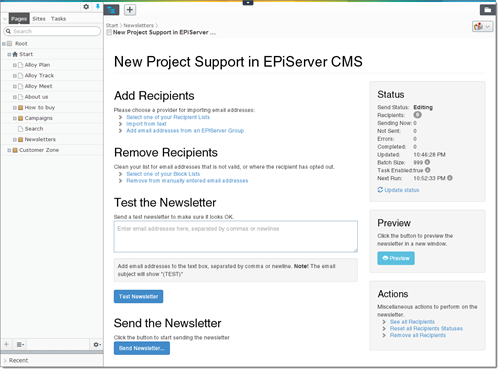 Pages Sites Tasks
Search
Root
Start
Alloy Plan
Alloy Track
Alloy Meet
About us
How to buy
Campaigns
Search
Newsletters
Customer Zone
Recent
Start › Newsletters ›
New Project Support in EPiServer ...
New Project Support in EPiServer CMS
Add Recipients
Please choose a provider for importing email addresses:
Select one of your Recipient Lists
Import from text
Add email addresses from an EPiServer Group
Remove Recipients
Clean your list for email addresses that is not valid, or where the recipient has opted out.
Select one of your Block Lists
Remove from manually entered email addresses
Test the Newsletter
Send a test newsletter to make sure it looks OK.
Enter email addresses here, separated by commas or newline
Add email addresses to the text box, separated by comma or newline. Note! The email
subject will show "(TEST)"
Test Newsletter
Send the Newsletter
Click the button to start sending the newsletter
Send Newsletter...
Status
Send Status: Editing
Recipients: 0
Sending Now: 0
Not Sent: 0
Errors: 0
Completed: 0
Updated: 10:46:28 PM
Batch Size: 999
Task Enabled:true
Next Run: 10:52:33 PM
Update status
Preview
Click the button to preview the
newsletter in a new window.
Preview
Actions
Miscellaneous actions to perform on the
newsletter.
See all Recipients
Reset all Recipients Statuses
Remove all Recipients